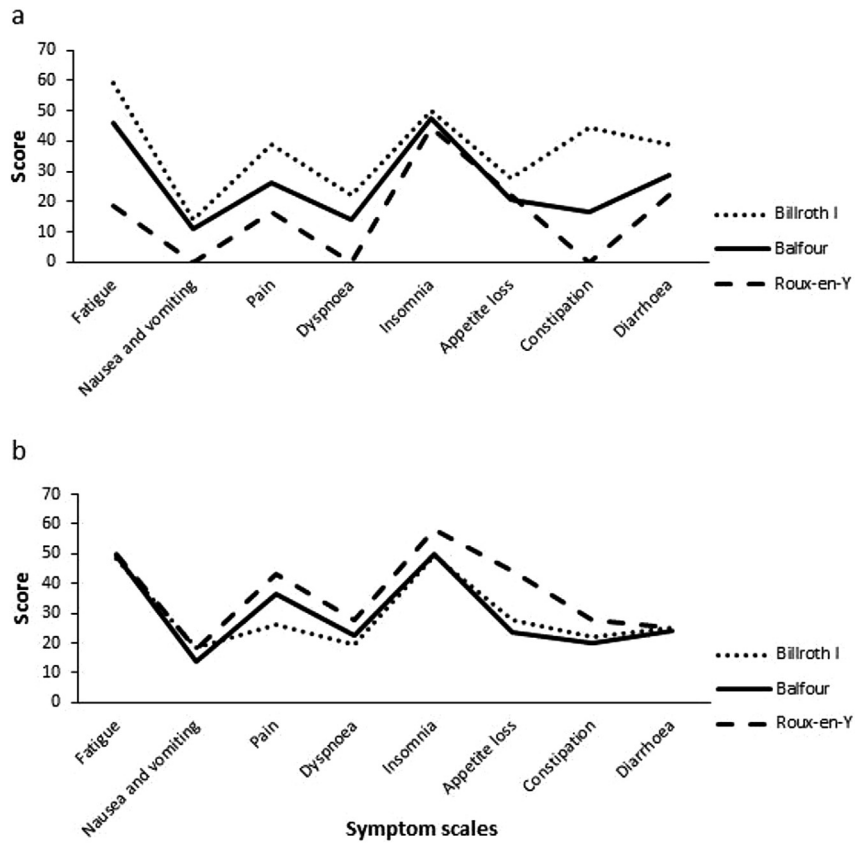 a
70
60
50
40
30
20
10
0
Score
Fatigue
Nausea and vomiting
Pain
Dyspnoea
Insomnia
Appetite loss
Constipation
Diarrhoea
Billroth I
Balfour
Roux-en-Y
b
70
60
50
40
30
20
10
0
Score
Fatigue
Nausea and vomiting
Pain
Dyspnoea
Insomnia
Appetite loss
Constipation
Diarrhoea
Billroth I
Balfour
Roux-en-Y
Symptom scales